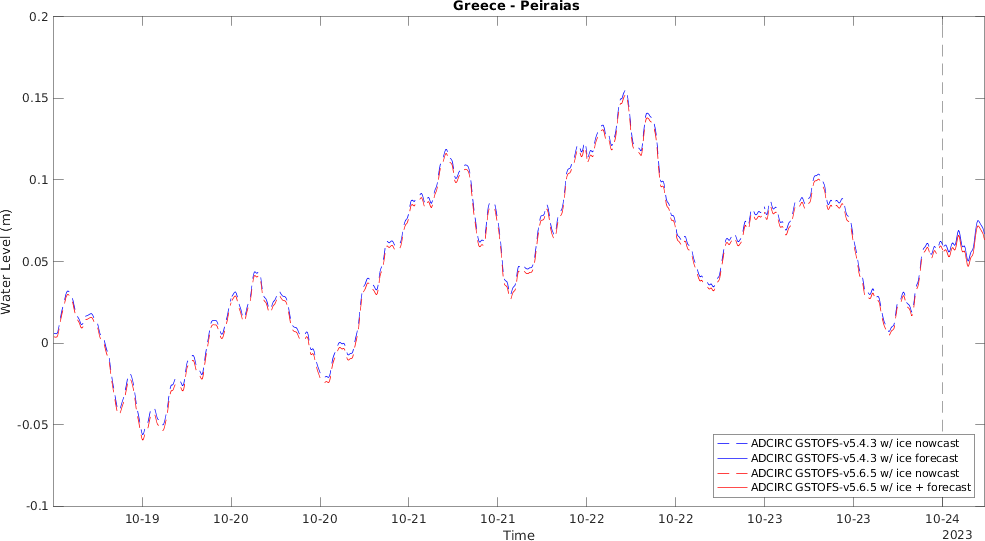 Greece - Peiraias
0.2
0.15
0.1
0.05
0
-0.05
-0.1
Water Level (m)
10-19
10-20
10-20
10-21
10-21
10-22
10-22
10-23
10-23
10-24
2023
Time
ADCIRC GSTOFS-v5.4.3 w/ ice nowcast
ADCIRC GSTOFS-v5.4.3 w/ ice forecast
ADCIRC GSTOFS-v5.6.5 w/ ice nowcast
ADCIRC GSTOFS-v5.6.5 w/ ice + forecast